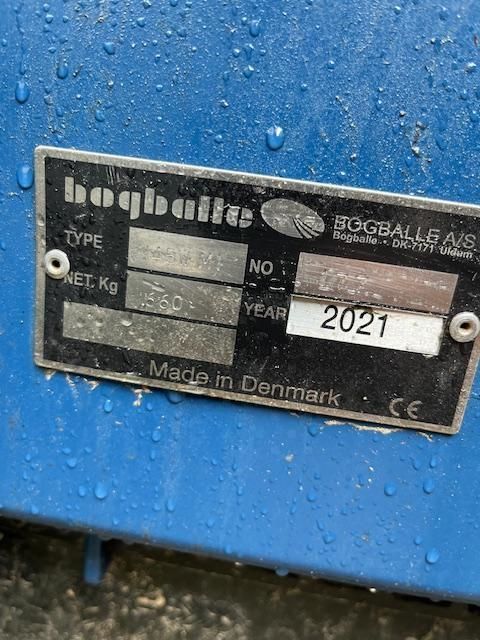 bogballe
BOGBALLE A/S
Bogballe • DK-7171 Uldum
TYPE
NO
NET. Kg 560
YEAR 2021
Made in Denmark
CE